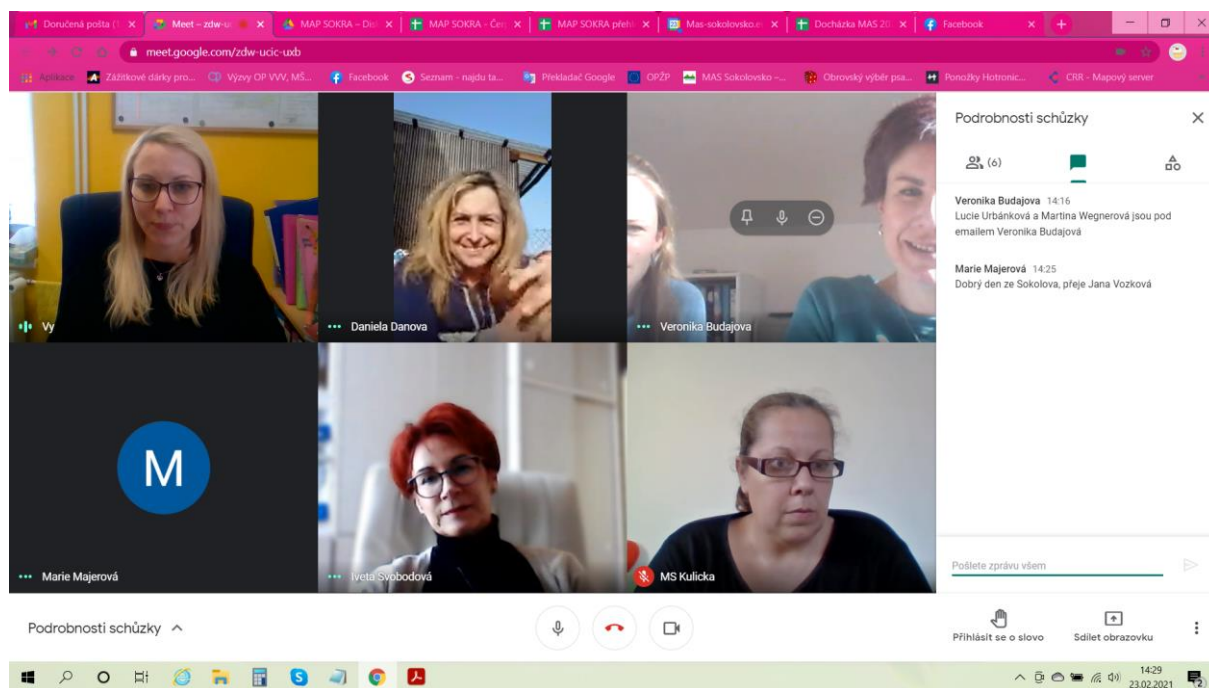 Doručená pošta (1
Meet – zdw-uc
MAP SOKRA – Dis
MAP SOKRA - Čer
MAP SOKRA přeh
Mas-sokolovsko.e
Docházka MAS 20
Facebook
meet.google.com/zdw-ucic-uxb
Aplikace
Zážitkové dárky pro...
Výzvy OP VVV, MŠ...
Facebook
Seznam - najdu ta...
Překladač Google
OPŽP
MAS Sokolovsko –...
Obrovský výběr psa...
Ponožky Hotronic...
CRR - Mapový server
Vy
Daniela Danova
Veronika Budajova
M
Marie Majerová
Iveta Svobodová
MS Kulicka
Podrobnosti schůzky
(6)
Veronika Budajova 14:16
Lucie Urbánková a Martina Wegnerová jsou pod
emailem Veronika Budajová
Marie Majerová 14:25
Dobrý den ze Sokolova, přeje Jana Vozková
Pošlete zprávu všem
Podrobnosti schůzky
Přihlásit se o slovo
Sdílet obrazovku
14:29
23.02.2021
2